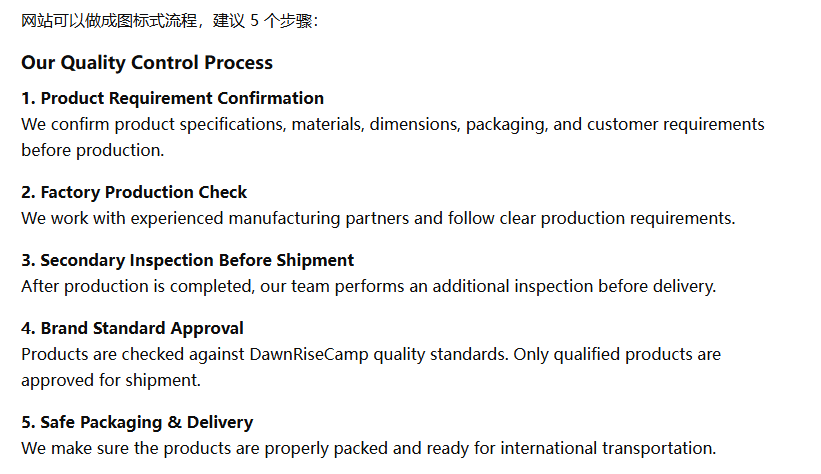 网站可以做成图标式流程，建议 5 个步骤：
Our Quality Control Process
1. Product Requirement Confirmation
We confirm product specifications, materials, dimensions, packaging, and customer requirements
before production.
2. Factory Production Check
We work with experienced manufacturing partners and follow clear production requirements.
3. Secondary Inspection Before Shipment
After production is completed, our team performs an additional inspection before delivery.
4. Brand Standard Approval
Products are checked against DawnRiseCamp quality standards. Only qualified products are
approved for shipment.
5. Safe Packaging & Delivery
We make sure the products are properly packed and ready for international transportation.